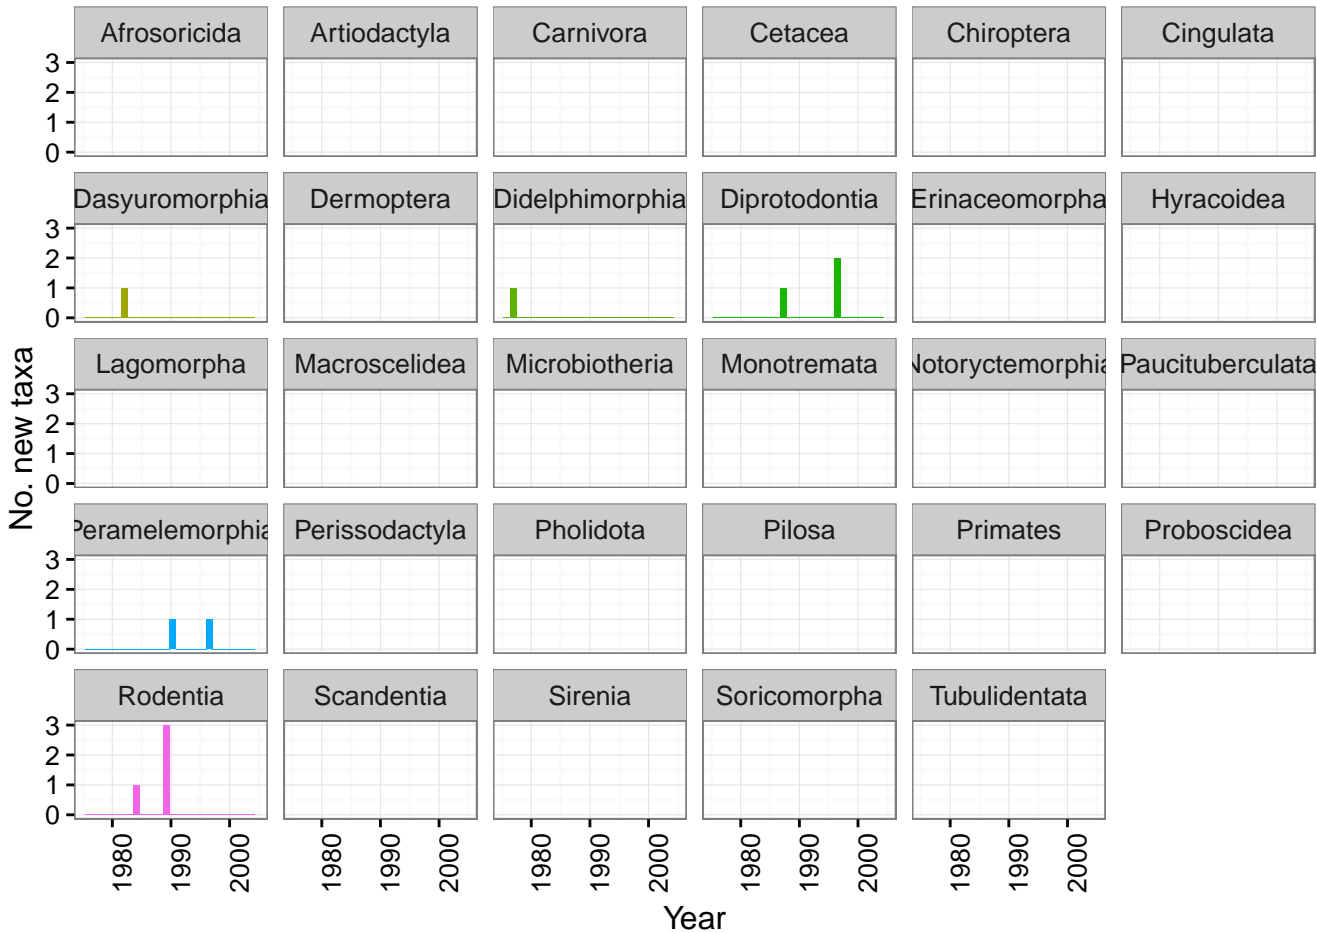 Afrosoricida Artiodactyla Carnivora Cetacea Chiroptera Cingulata
3
2
1
0
Dasyuromorphia Dermoptera Didelphimorphia Diprotodontia Erinaceomorpha Hyracoidea
3
2
1
0
Lagomorpha Macroscelidea Microbiotheria Monotremata Notoryctemorphia Paucituberculata
3
2
1
0
Peramelemorphia Perissodactyla Pholidota Pilosa Primates Proboscidea
3
2
1
0
Rodentia Scandentia Sirenia Soricomorpha Tubulidentata
3
2
1
0
1980 1990 2000 1980 1990 2000 1980 1990 2000 1980 1990 2000 1980 1990 2000
Year
No. new taxa